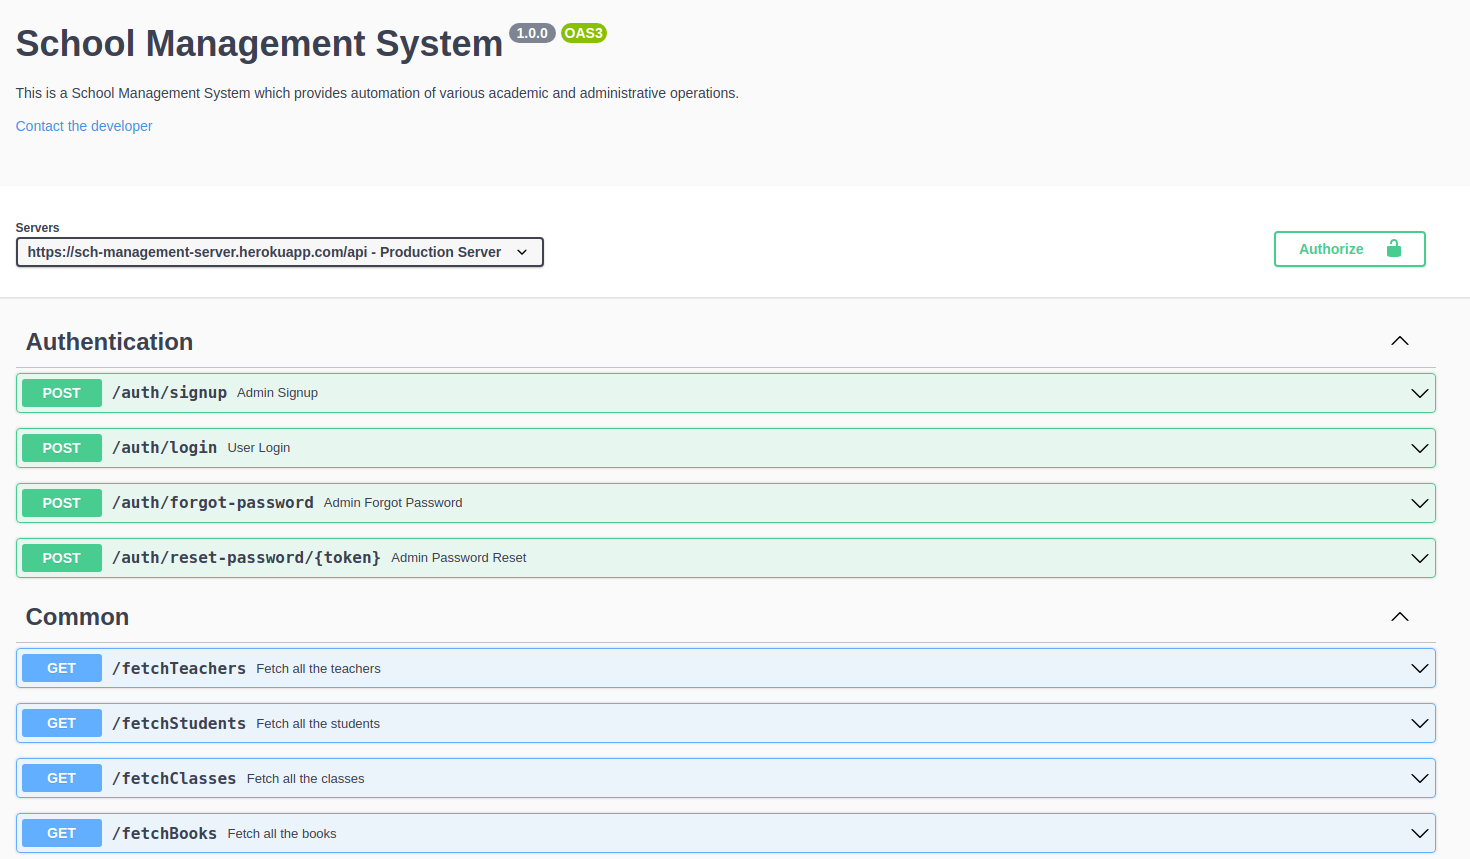 School Management System 1.0.0 OAS3
This is a School Management System which provides automation of various academic and administrative operations.
Contact the developer
Servers
https://sch-management-server.herokuapp.com/api - Production Server
Authorize
Authentication
POST /auth/signup Admin Signup
POST /auth/login User Login
POST /auth/forgot-password Admin Forgot Password
POST /auth/reset-password/{token} Admin Password Reset
Common
GET /fetchTeachers Fetch all the teachers
GET /fetchStudents Fetch all the students
GET /fetchClasses Fetch all the classes
GET /fetchBooks Fetch all the books